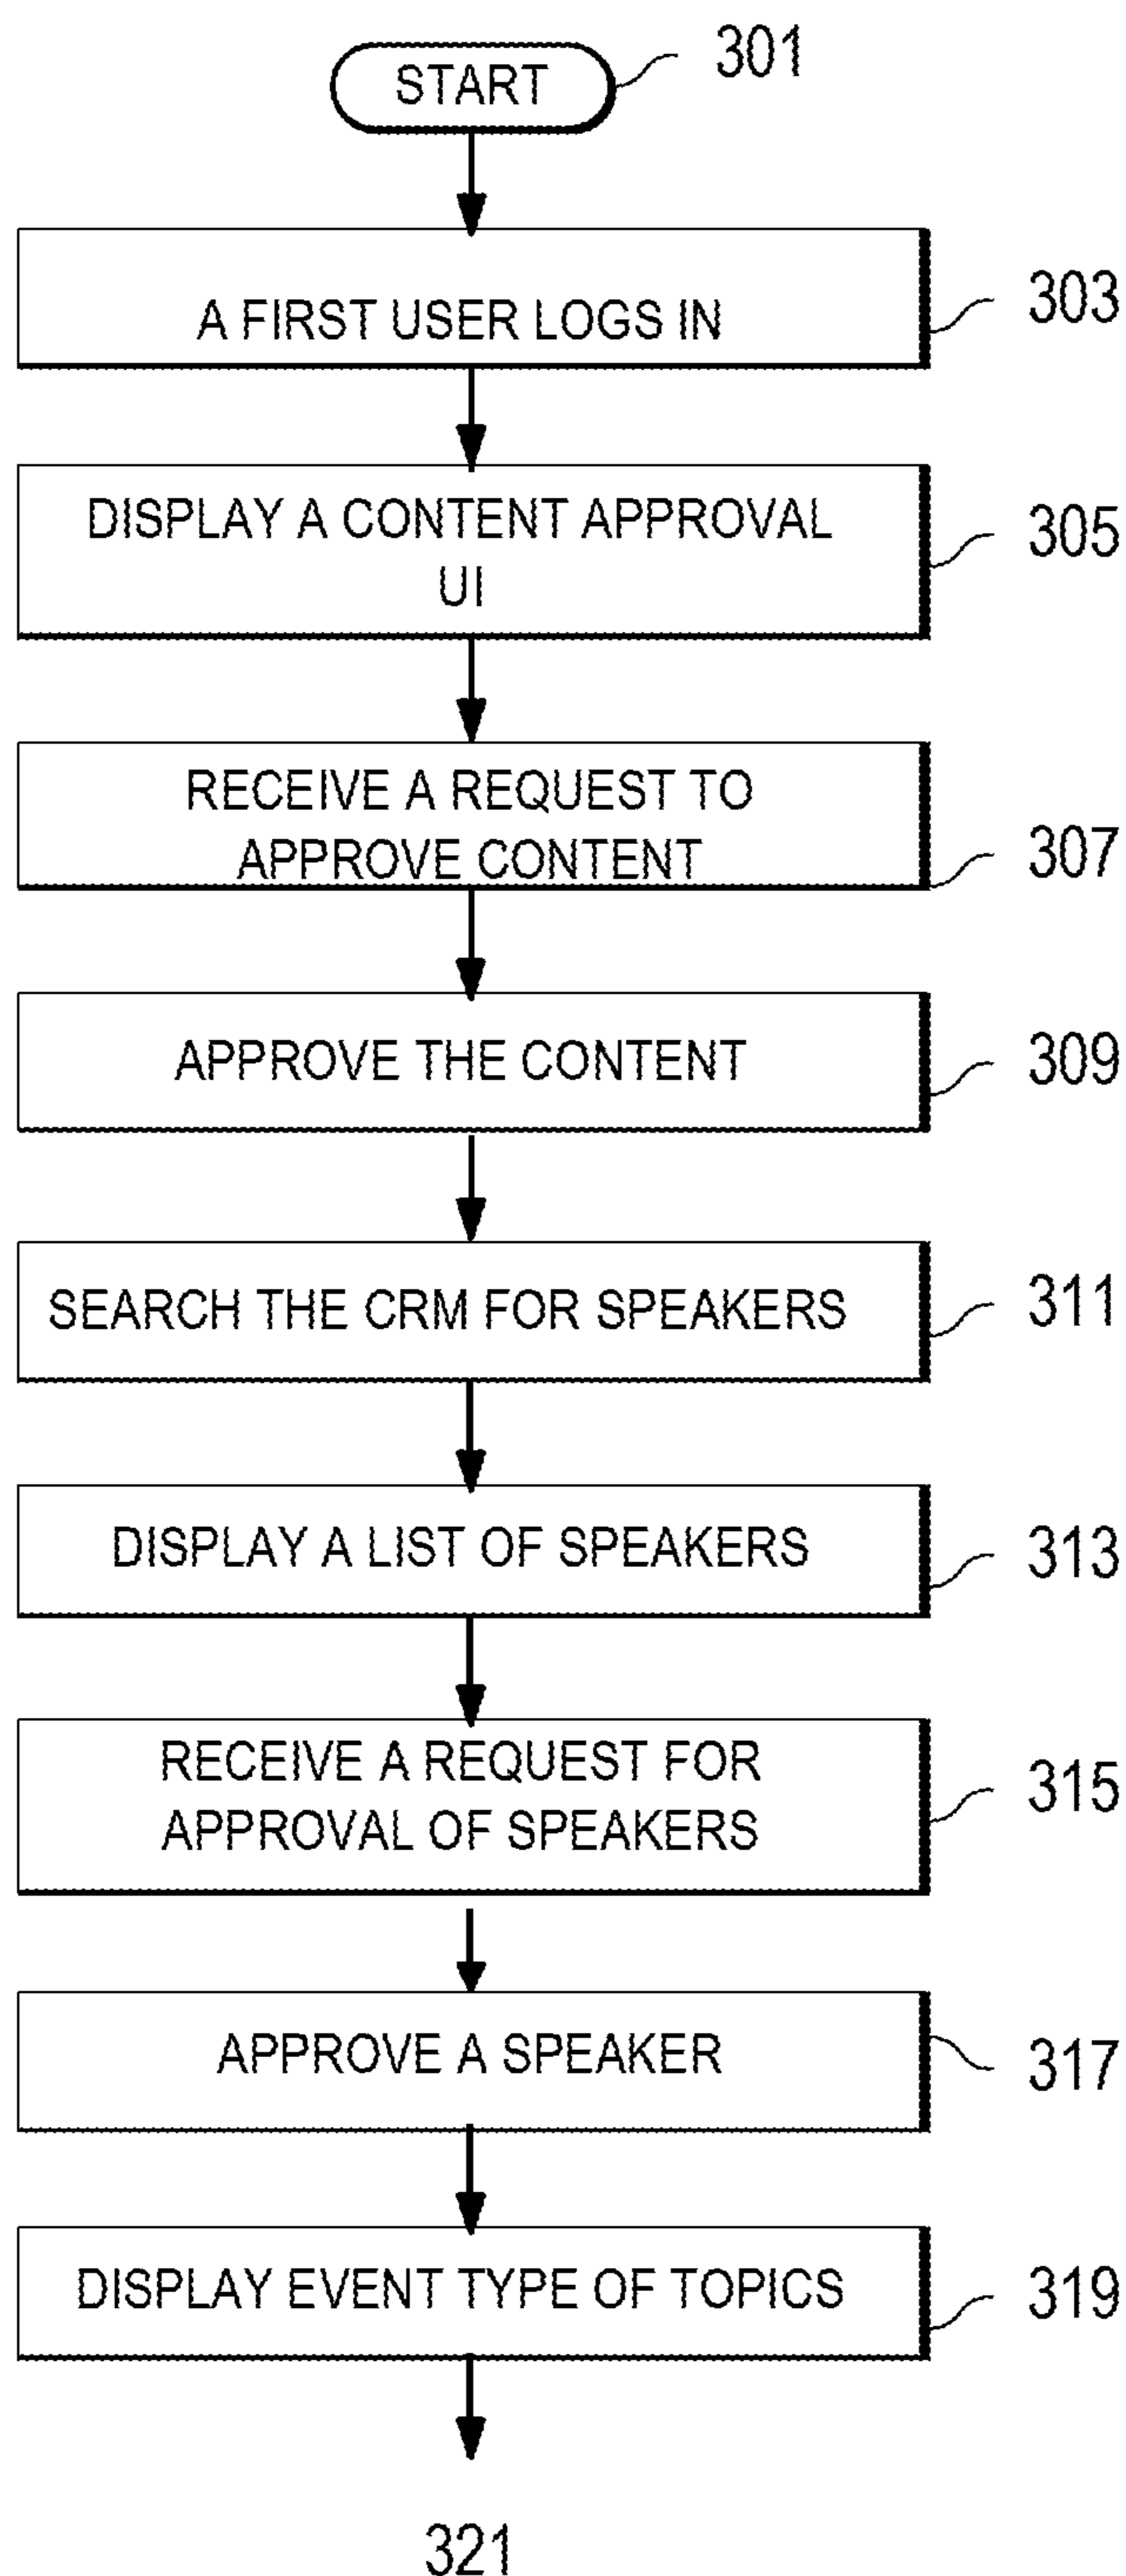 START
301
A FIRST USER LOGS IN
303
DISPLAY A CONTENT APPROVAL
UI
305
RECEIVE A REQUEST TO
APPROVE CONTENT
307
APPROVE THE CONTENT
309
SEARCH THE CRM FOR SPEAKERS
311
DISPLAY A LIST OF SPEAKERS
313
RECEIVE A REQUEST FOR
APPROVAL OF SPEAKERS
315
APPROVE A SPEAKER
317
DISPLAY EVENT TYPE OF TOPICS
319
321